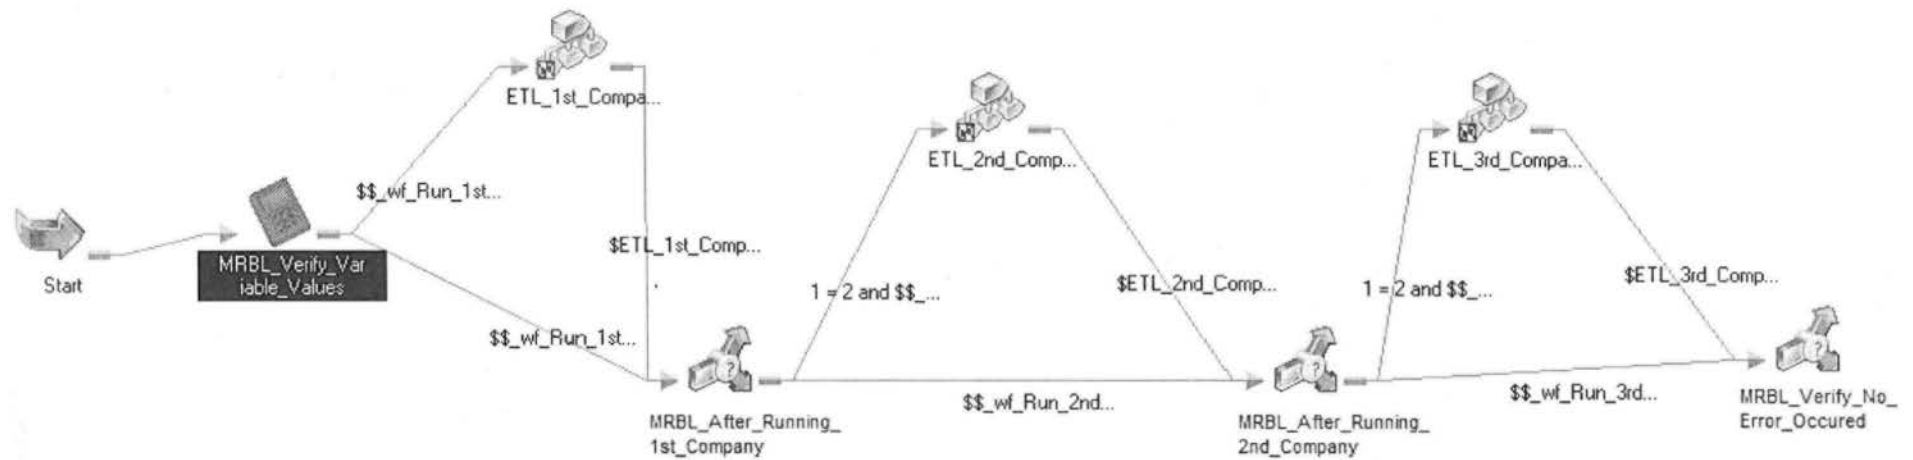 ETL_1st_Compa...
ETL_2nd_Comp...
ETL_3rd_Compa...
$$_wf_Run_1st...
$ETL_1st_Comp...
Start
MRBL_Verify_Var
iable_Values
1 = 2 and $$_...
$ETL_2nd_Comp...
1 = 2 and $$_...
$ETL_3rd_Comp...
$$_wf_Run_1st...
$$_wf_Run_2nd...
$$_wf_Run_3rd...
MRBL_After_Running_
1st_Company
MRBL_After_Running_
2nd_Company
MRBL_Verify_No_
Error_Occured